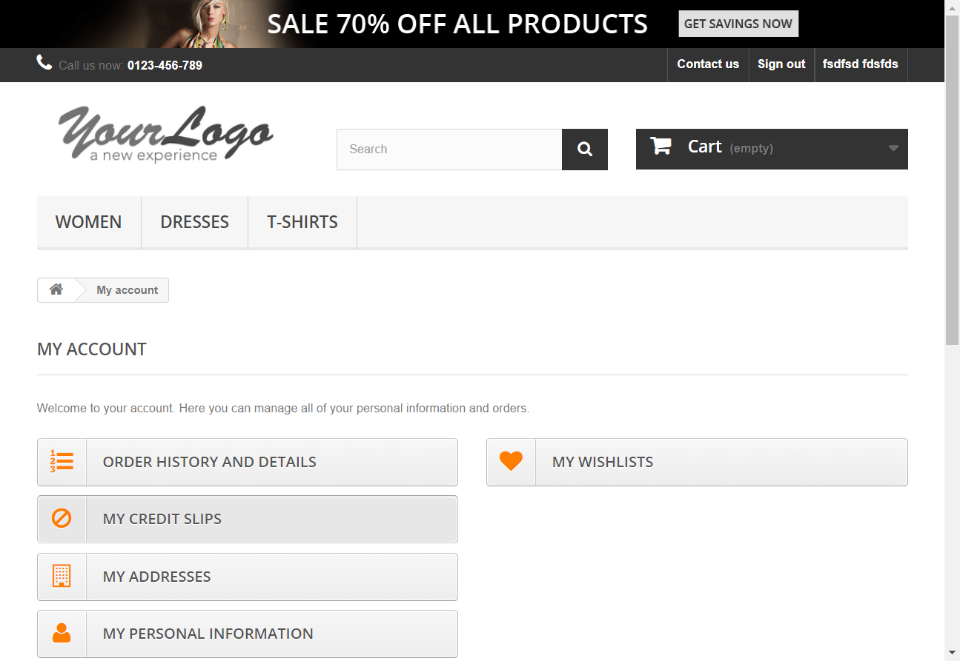 SALE 70% OFF ALL PRODUCTS GET SAVINGS NOW
Call us now: 0123-456-789 Contact us Sign out fsdfsd fdsfds
YourLogo
a new experience
Search
Cart (empty)
WOMEN DRESSES T-SHIRTS
My account
MY ACCOUNT
Welcome to your account. Here you can manage all of your personal information and orders.
1
2
3
ORDER HISTORY AND DETAILS
MY WISHLISTS
MY CREDIT SLIPS
MY ADDRESSES
MY PERSONAL INFORMATION